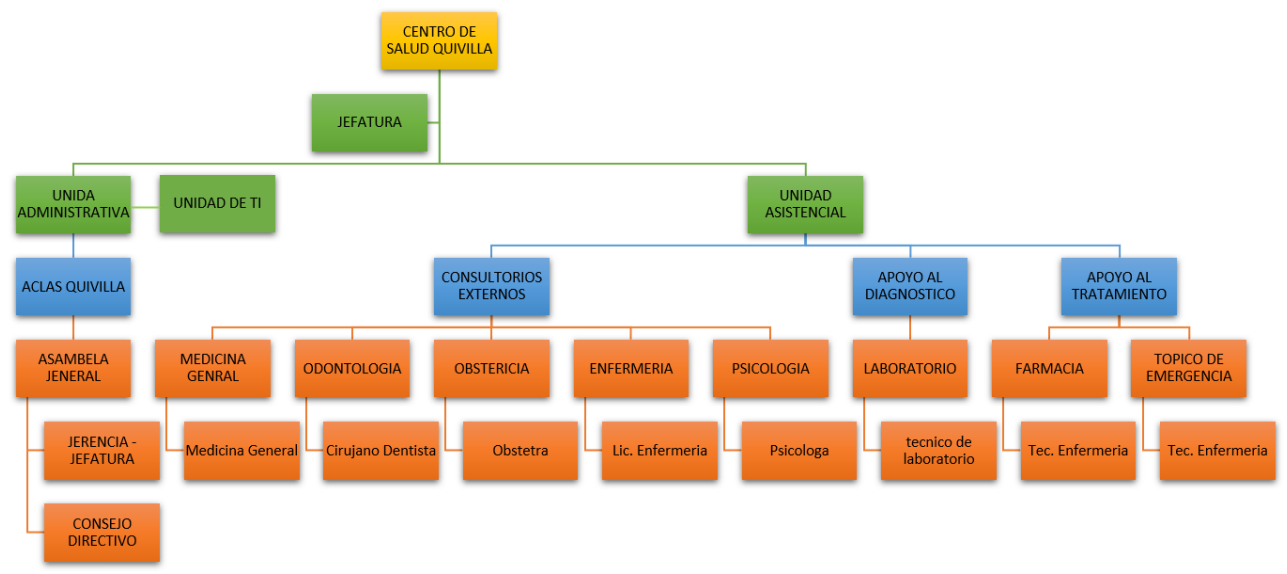 CENTRO DE
SALUD QUIVILLA
JEFATURA
UNIDA
ADMINISTRATIVA
UNIDAD DE TI
UNIDAD
ASISTENCIAL
ACLAS QUIVILLA
CONSULTORIOS
EXTERNOS
APOYO AL
DIAGNOSTICO
APOYO AL
TRATAMIENTO
ASAMBELA
JENERAL
MEDICINA
GENRAL
ODONTOLOGIA
OBSTERICIA
ENFERMERIA
PSICOLOGIA
LABORATORIO
FARMACIA
TOPICO DE
EMERGENCIA
JERENCIA -
JEFATURA
Medicina General
Cirujano Dentista
Obstetra
Lic. Enfermeria
Psicologa
tecnico de
laboratorio
Tec. Enfermeria
Tec. Enfermeria
CONSEJO
DIRECTIVO